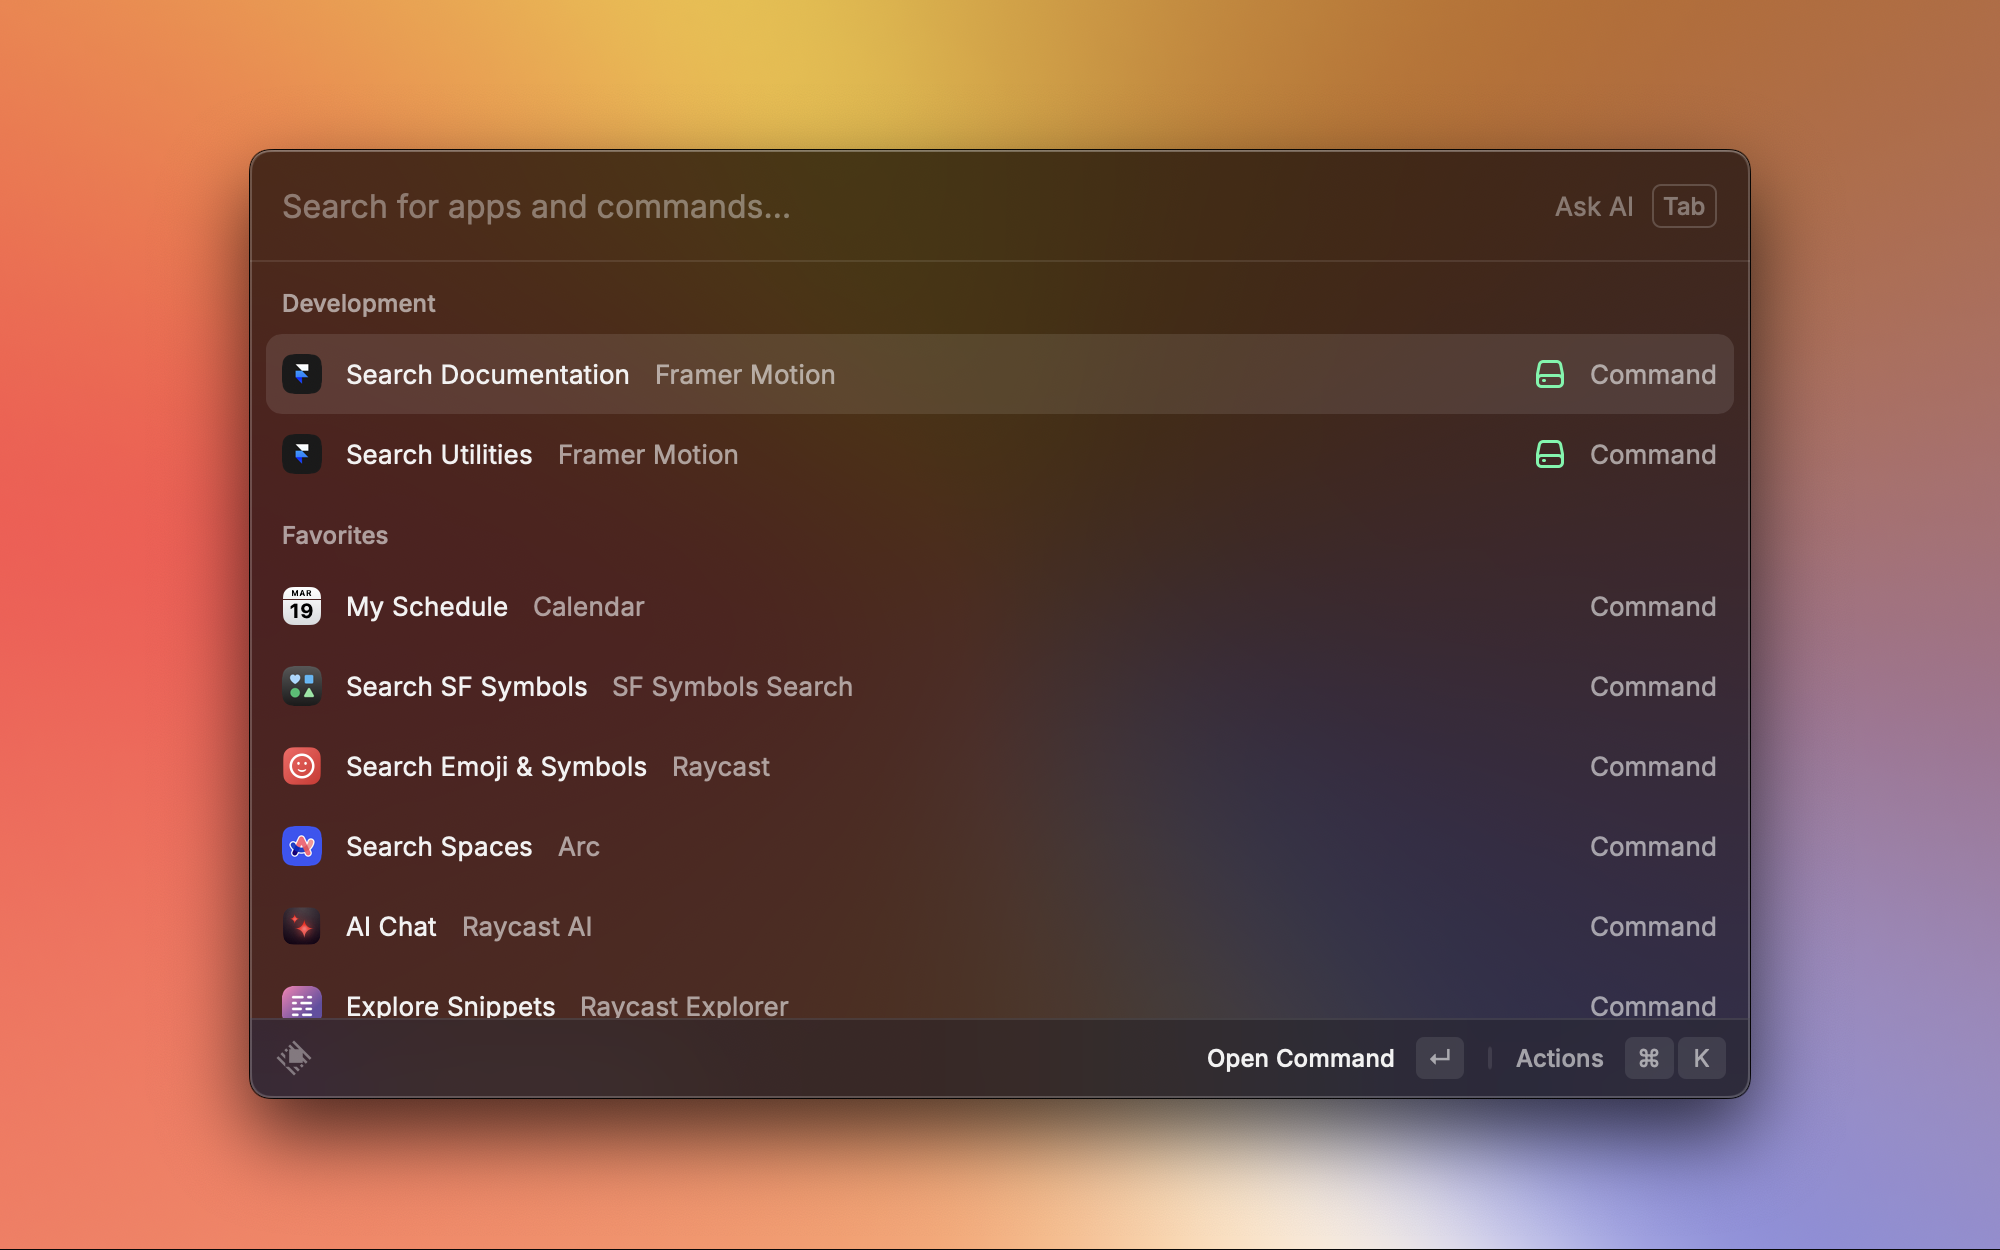 Search for apps and commands... Ask AI Tab
Development
Search Documentation Framer Motion Command
Search Utilities Framer Motion Command
Favorites
MAR
19 My Schedule Calendar Command
Search SF Symbols SF Symbols Search Command
Search Emoji & Symbols Raycast Command
Search Spaces Arc Command
AI Chat Raycast AI Command
Explore Snippets Raycast Explorer Command
Open Command ↵ Actions ⌘ K